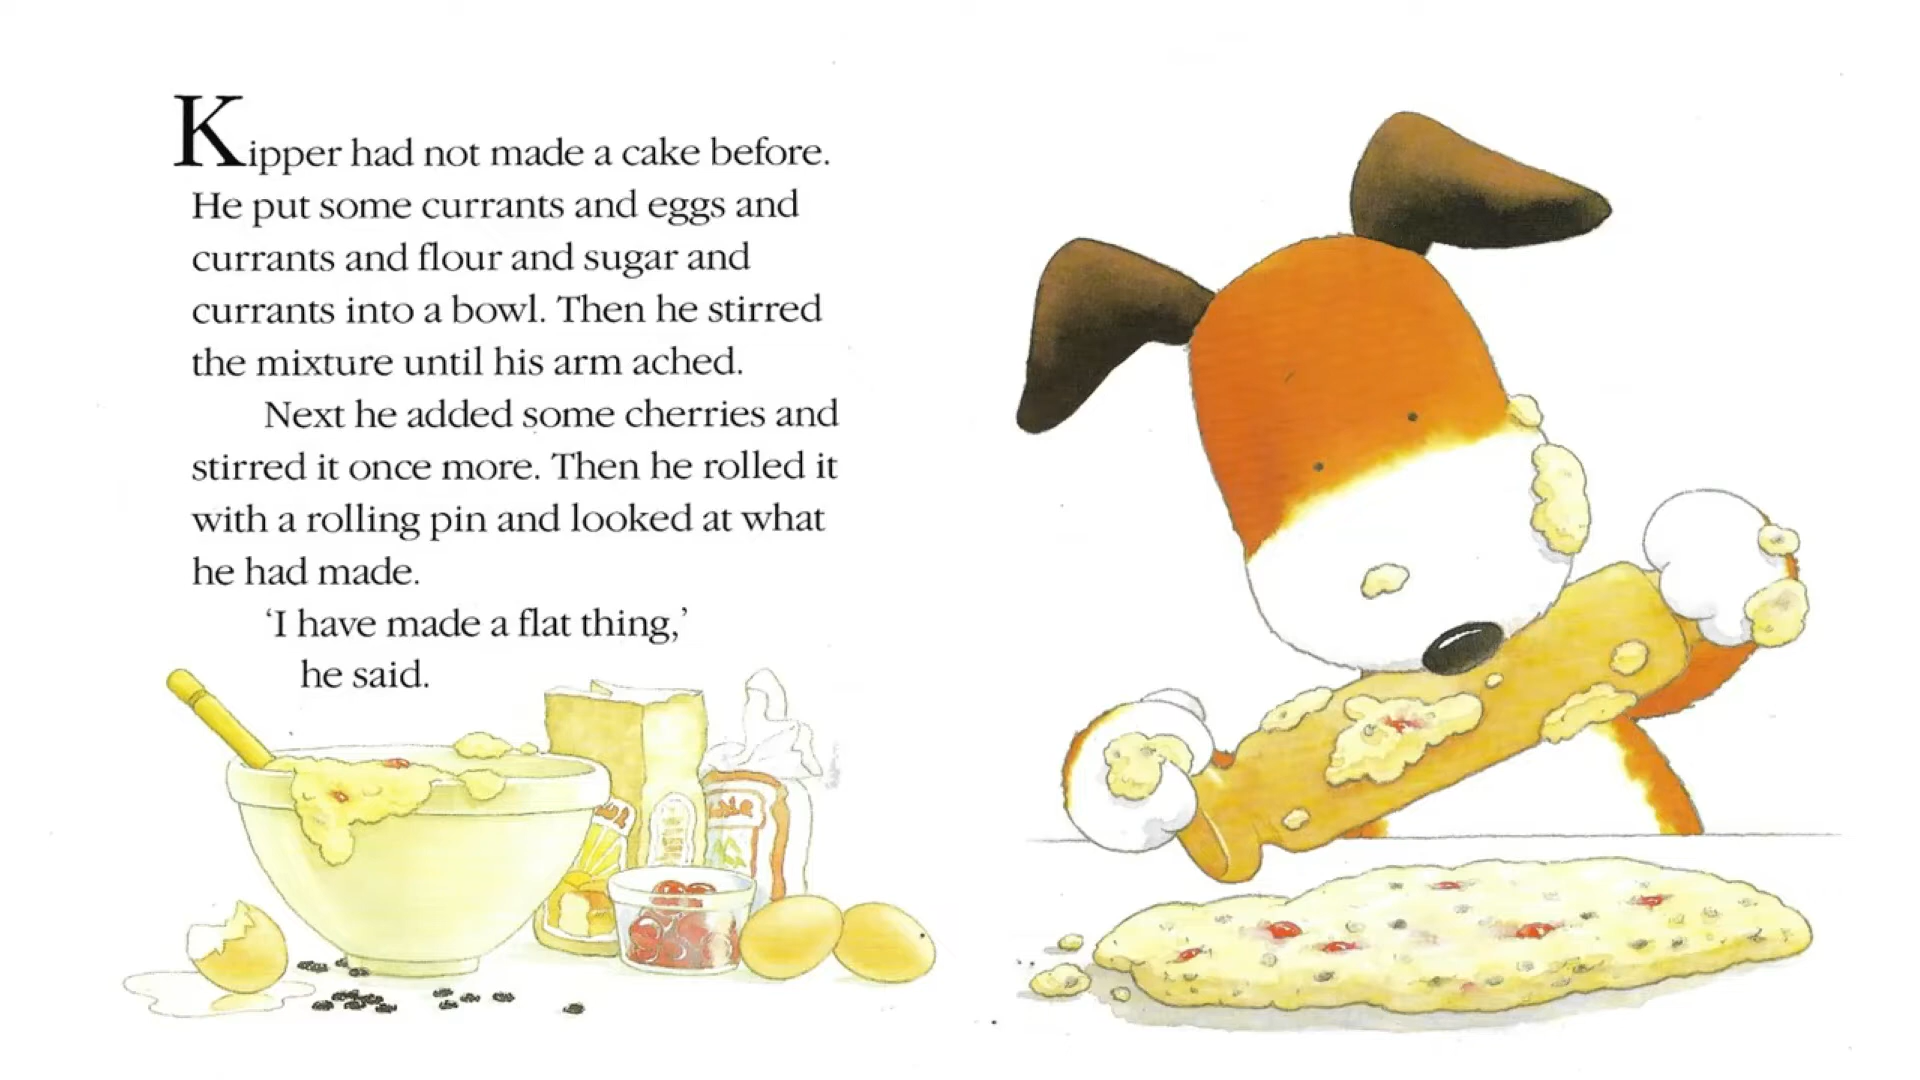 Kipper had not made a cake before.
He put some currants and eggs and
currants and flour and sugar and
currants into a bowl. Then he stirred
the mixture until his arm ached.
Next he added some cherries and
stirred it once more. Then he rolled it
with a rolling pin and looked at what
he had made.
‘I have made a flat thing,’
he said.